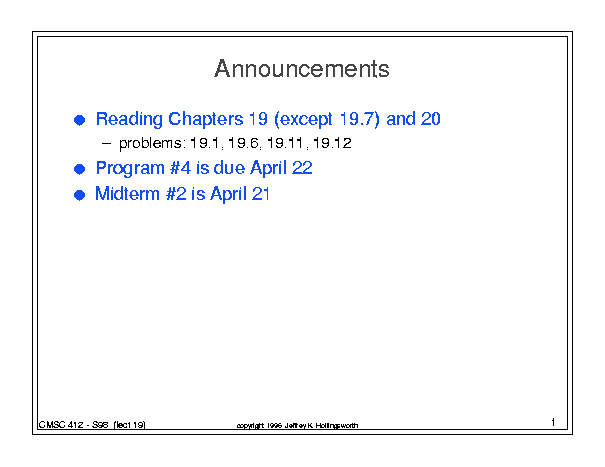 Announcements
● Reading Chapters 19 (except 19.7) and 20
– problems: 19.1, 19.6, 19.11, 19.12
● Program #4 is due April 22
● Midterm #2 is April 21
CMSC 412 - S98 (lect 19)
copyright 1996 Jeffrey K. Hollingsworth
1